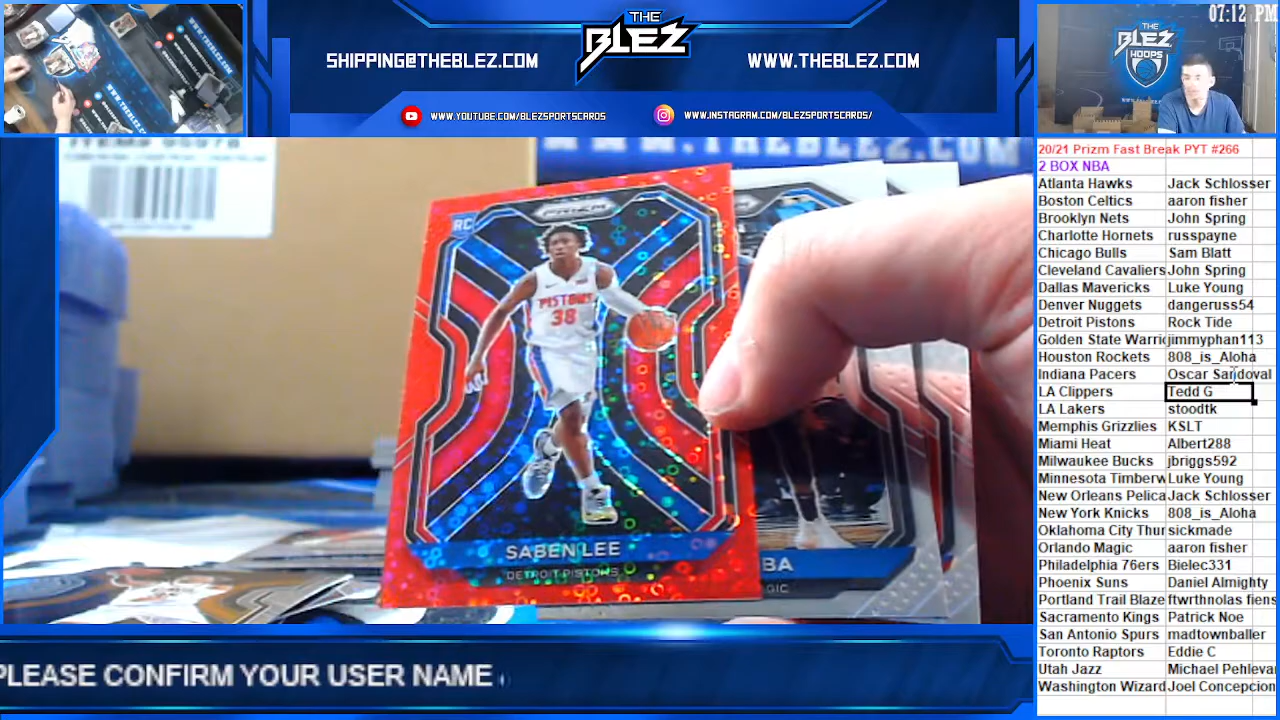 THE
BLEZ
SHIPPING@THEBLEZ.COM
WWW.THEBLEZ.COM
WWW.YOUTUBE.COM/BLEZSPORTSCARDS
WWW.INSTAGRAM.COM/BLEZSPORTSCARDS/
07:12 PM
THE
BLEZ
HOOPS
WWW.THEBLEZ.COM
RC
PISTONS
38
SABEN LEE
DETROIT PISTONS
BA
GIC
PLEASE CONFIRM YOUR USER NAME
20/21 Prizm Fast Break PYT #266
2 BOX NBA
Atlanta Hawks Jack Schlosser
Boston Celtics aaron fisher
Brooklyn Nets John Spring
Charlotte Hornets russpayne
Chicago Bulls Sam Blatt
Cleveland Cavaliers John Spring
Dallas Mavericks Luke Young
Denver Nuggets dangeruss54
Detroit Pistons Rock Tide
Golden State Warri jimmyphan113
Houston Rockets 808_is_Aloha
Indiana Pacers Oscar Sandoval
LA Clippers Tedd G
LA Lakers stoodtk
Memphis Grizzlies KSLT
Miami Heat Albert288
Milwaukee Bucks jbriggs592
Minnesota Timberw Luke Young
New Orleans Pelica Jack Schlosser
New York Knicks 808_is_Aloha
Oklahoma City Thur sickmade
Orlando Magic aaron fisher
Philadelphia 76ers Bielec331
Phoenix Suns Daniel Almighty
Portland Trail Blaze ftwrthnolas fiens
Sacramento Kings Patrick Noe
San Antonio Spurs madtownballer
Toronto Raptors Eddie C
Utah Jazz Michael Pehleva
Washington Wizard Joel Concepcion